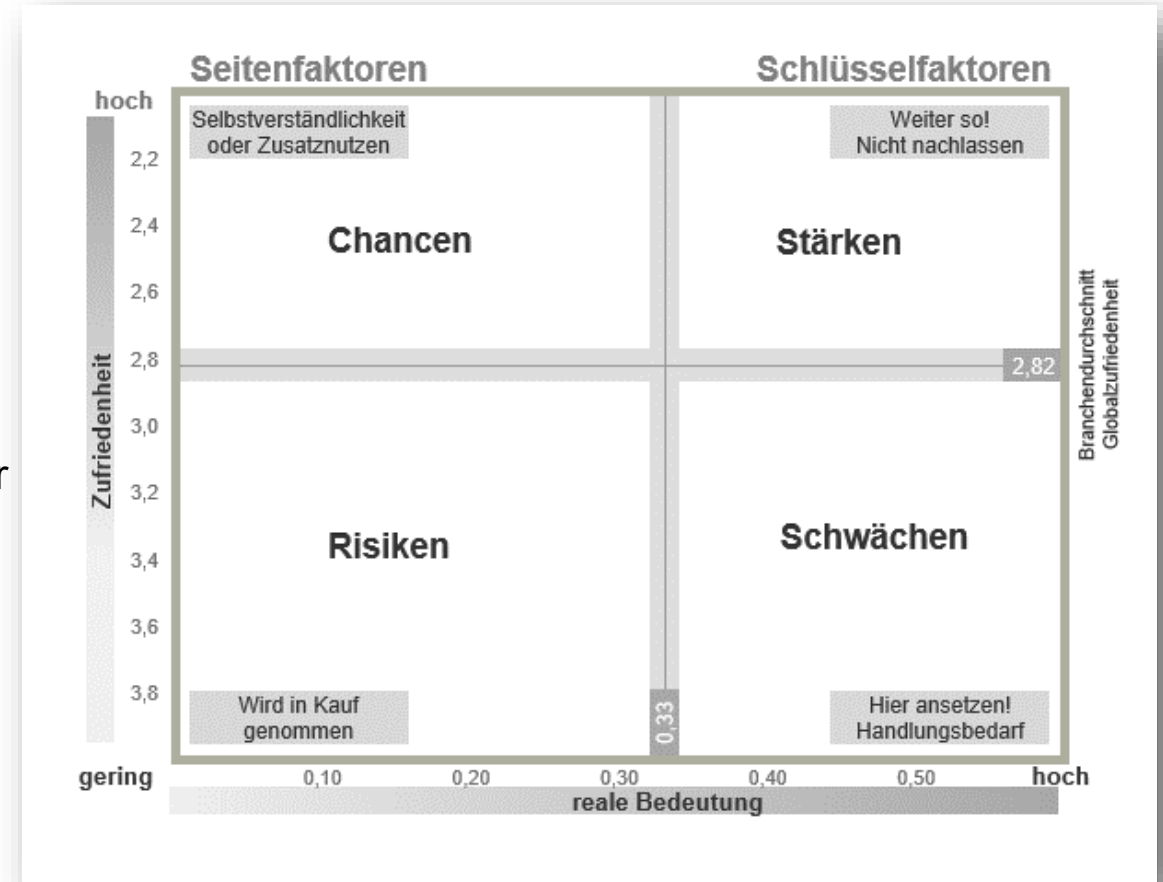 Seitenfaktoren
Schlüsselfaktoren
hoch
Selbstverständlichkeit
oder Zusatznutzen
Weiter so!
Nicht nachlassen
2,2
2,4
Chancen
Stärken
2,6
2,8
2,82
Branchendurchschnitt
Globalzufriedenheit
Zufriedenheit
3,0
r
3,2
3,4
Risiken
Schwächen
3,6
3,8
Wird in Kauf
genommen
0,33
Hier ansetzen!
Handlungsbedarf
gering
0,10
0,20
0,30
0,40
0,50
hoch
reale Bedeutung